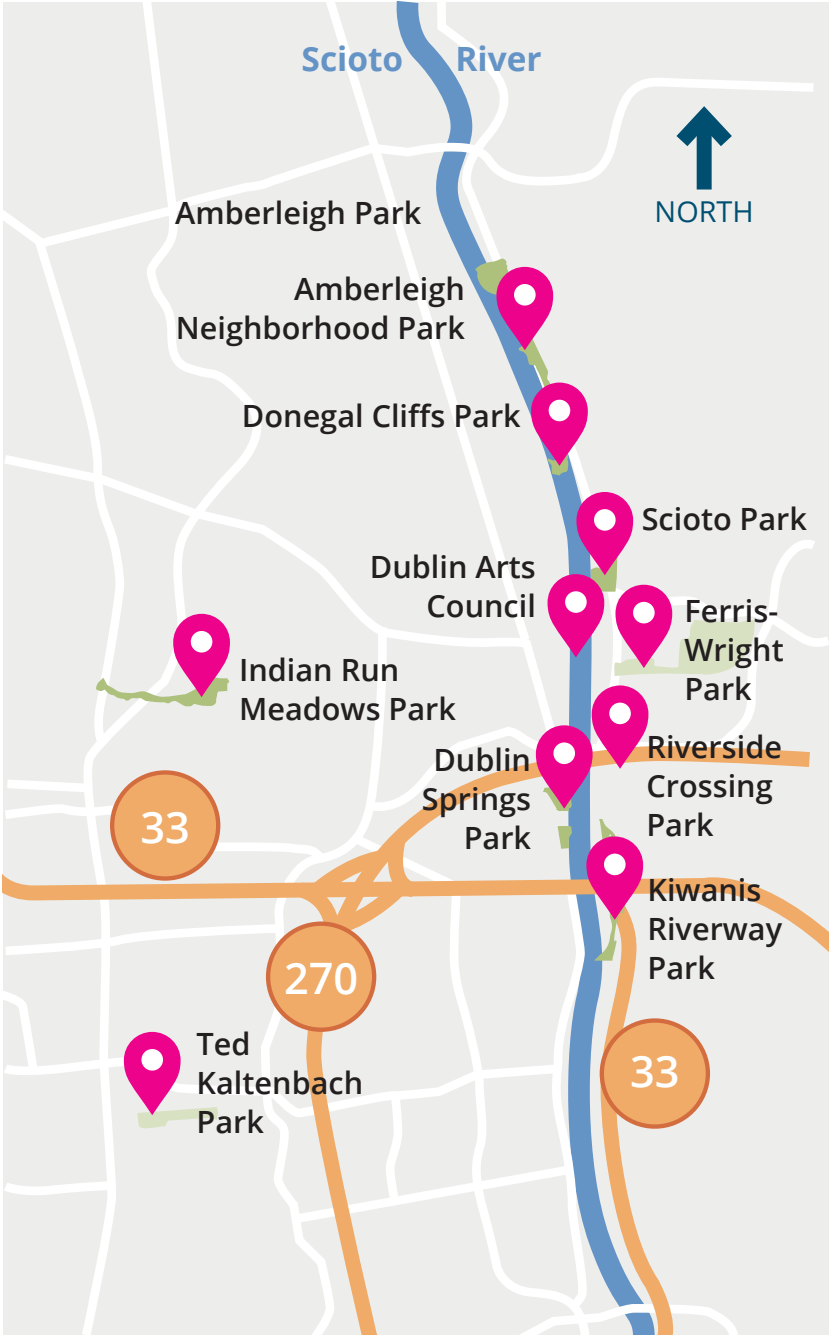 Scioto River
NORTH
Amberleigh Park
Amberleigh
Neighborhood Park
Donegal Cliffs Park
Scioto Park
Dublin Arts
Council
Ferris-
Wright
Park
Indian Run
Meadows Park
Dublin
Springs
Park
Riverside
Crossing
Park
33
Kiwanis
Riverway
Park
270
Ted
Kaltenbach
Park
33